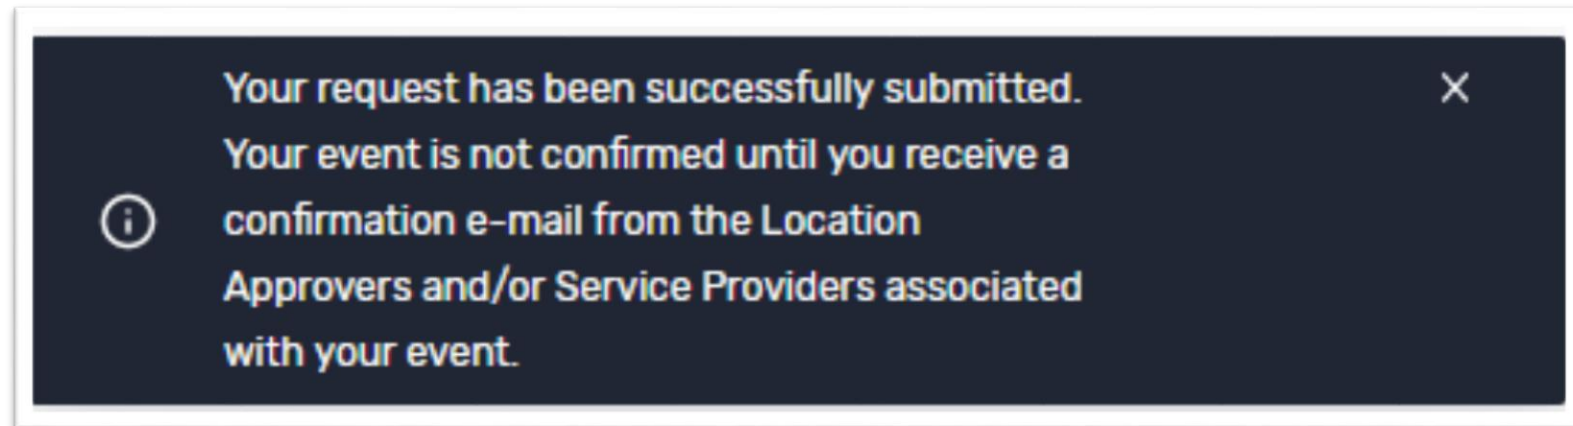 Your request has been successfully submitted.
Your event is not confirmed until you receive a
confirmation e-mail from the Location
Approvers and/or Service Providers associated
with your event.